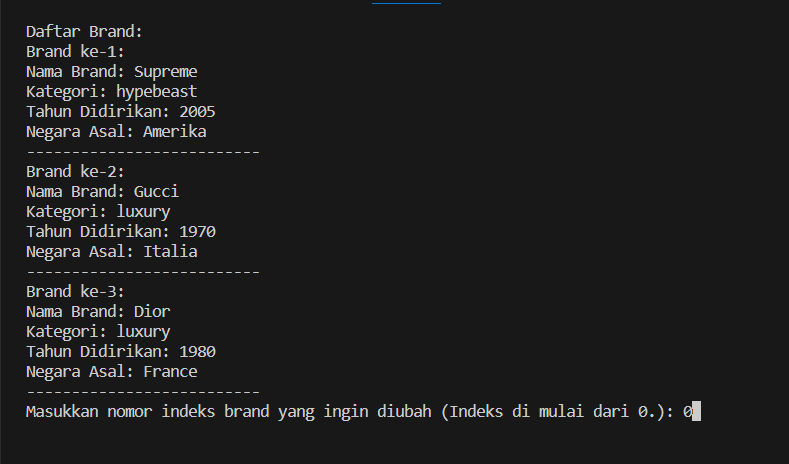 Daftar Brand:
Brand ke-1:
Nama Brand: Supreme
Kategori: hypebeast
Tahun Didirikan: 2005
Negara Asal: Amerika
--------------------------
Brand ke-2:
Nama Brand: Gucci
Kategori: luxury
Tahun Didirikan: 1970
Negara Asal: Italia
--------------------------
Brand ke-3:
Nama Brand: Dior
Kategori: luxury
Tahun Didirikan: 1980
Negara Asal: France
--------------------------
Masukkan nomor indeks brand yang ingin diubah (Indeks di mulai dari 0.): 0